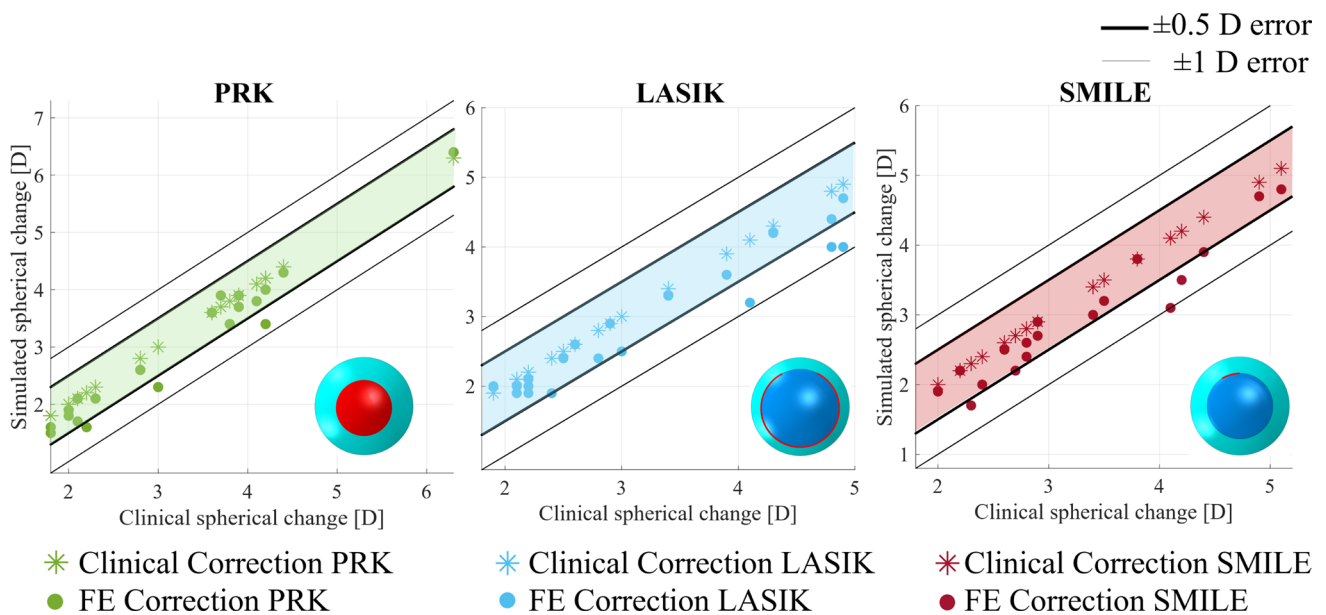 ±0.5 D error
±1 D error
PRK
LASIK
SMILE
Simulated spherical change [D]
7
6
5
4
3
2
2
3
4
5
6
Clinical spherical change [D]
6
5
4
3
2
2
3
4
5
Clinical spherical change [D]
Simulated spherical change [D]
6
5
4
3
2
1
2
3
4
5
Clinical spherical change [D]
Clinical Correction PRK
Clinical Correction LASIK
Clinical Correction SMILE
FE Correction PRK
FE Correction LASIK
FE Correction SMILE